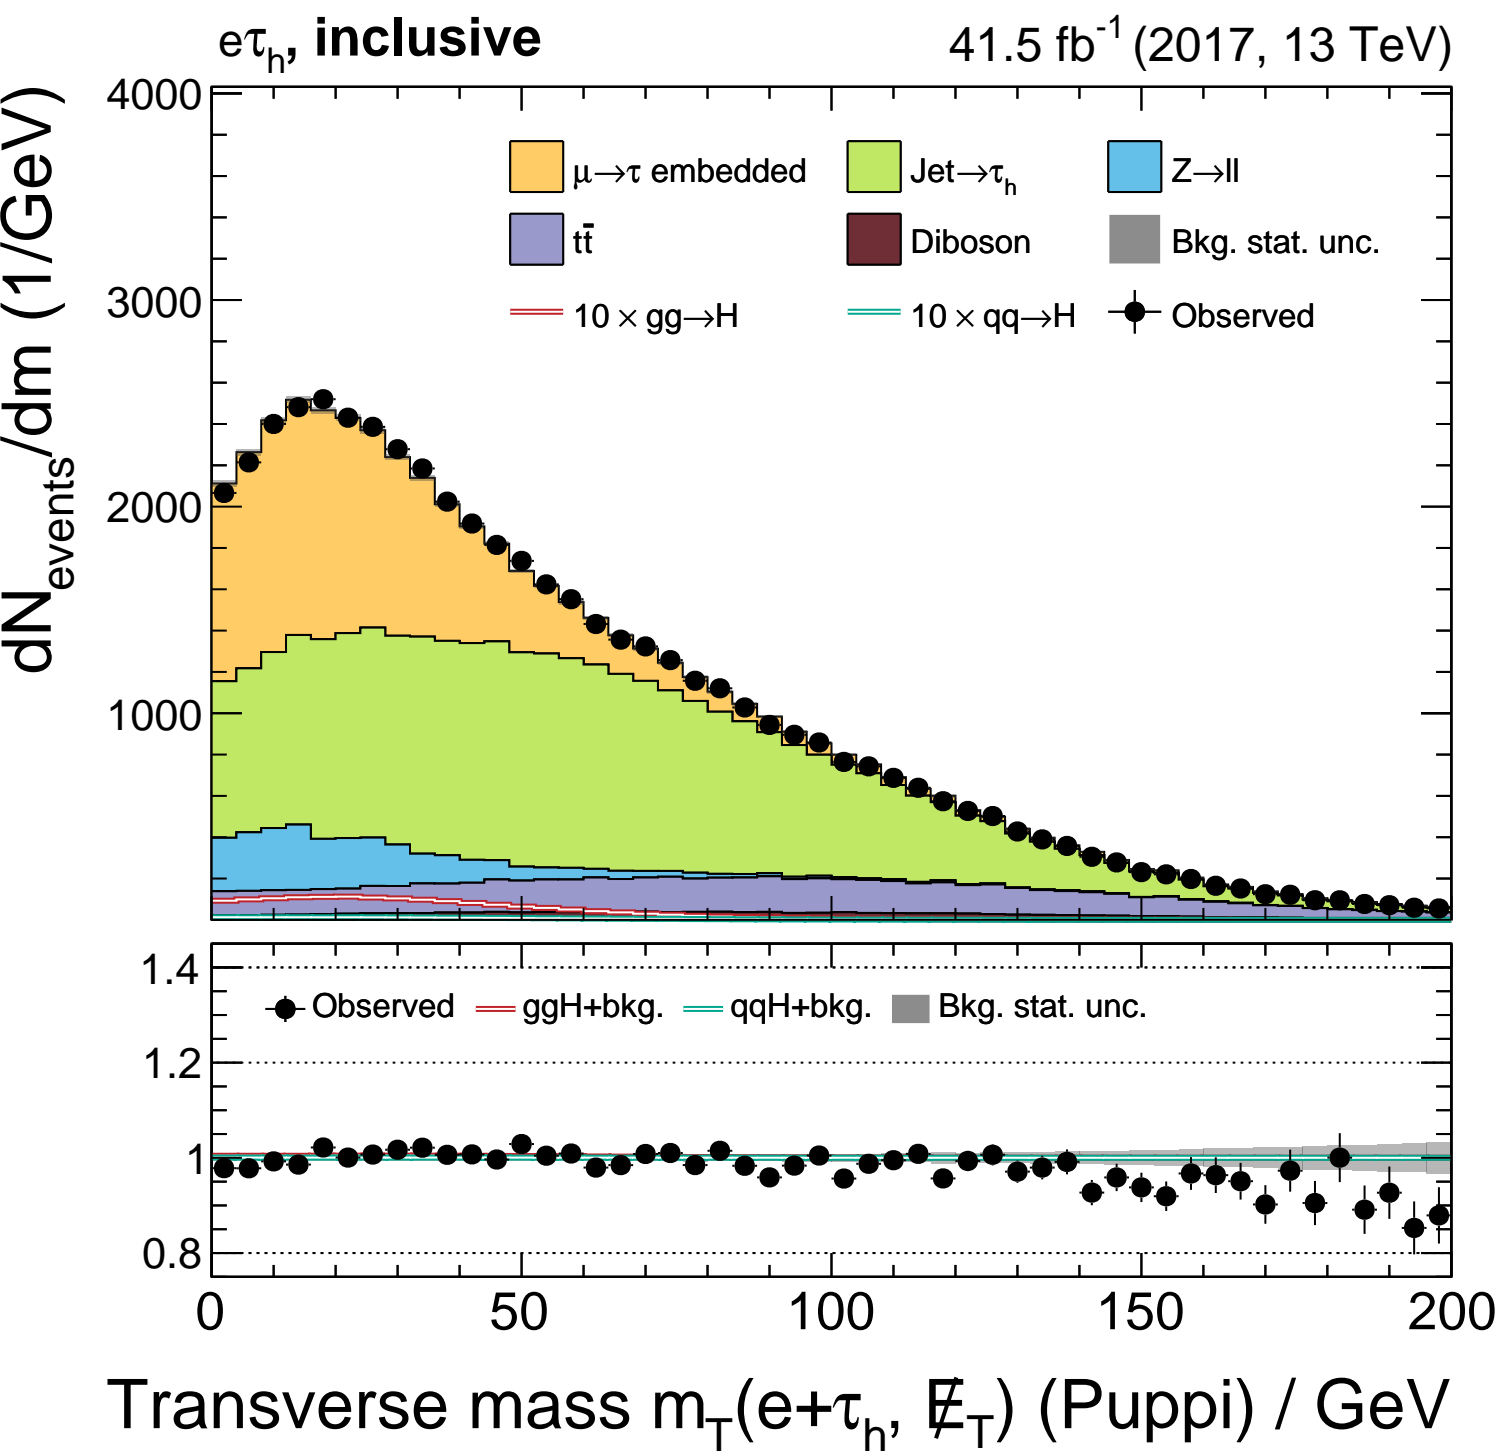 eτh, inclusive 41.5 fb-1 (2017, 13 TeV)
dNevents/dm (1/GeV)
4000
3000
2000
1000
μ→τ embedded Jet→τh Z→ll
tt̄ Diboson Bkg. stat. unc.
10 × gg→H 10 × qq→H Observed
1.4
1.2
1
0.8
Observed ggH+bkg. qqH+bkg. Bkg. stat. unc.
0 50 100 150 200
Transverse mass mT(e+τh, E̸T) (Puppi) / GeV